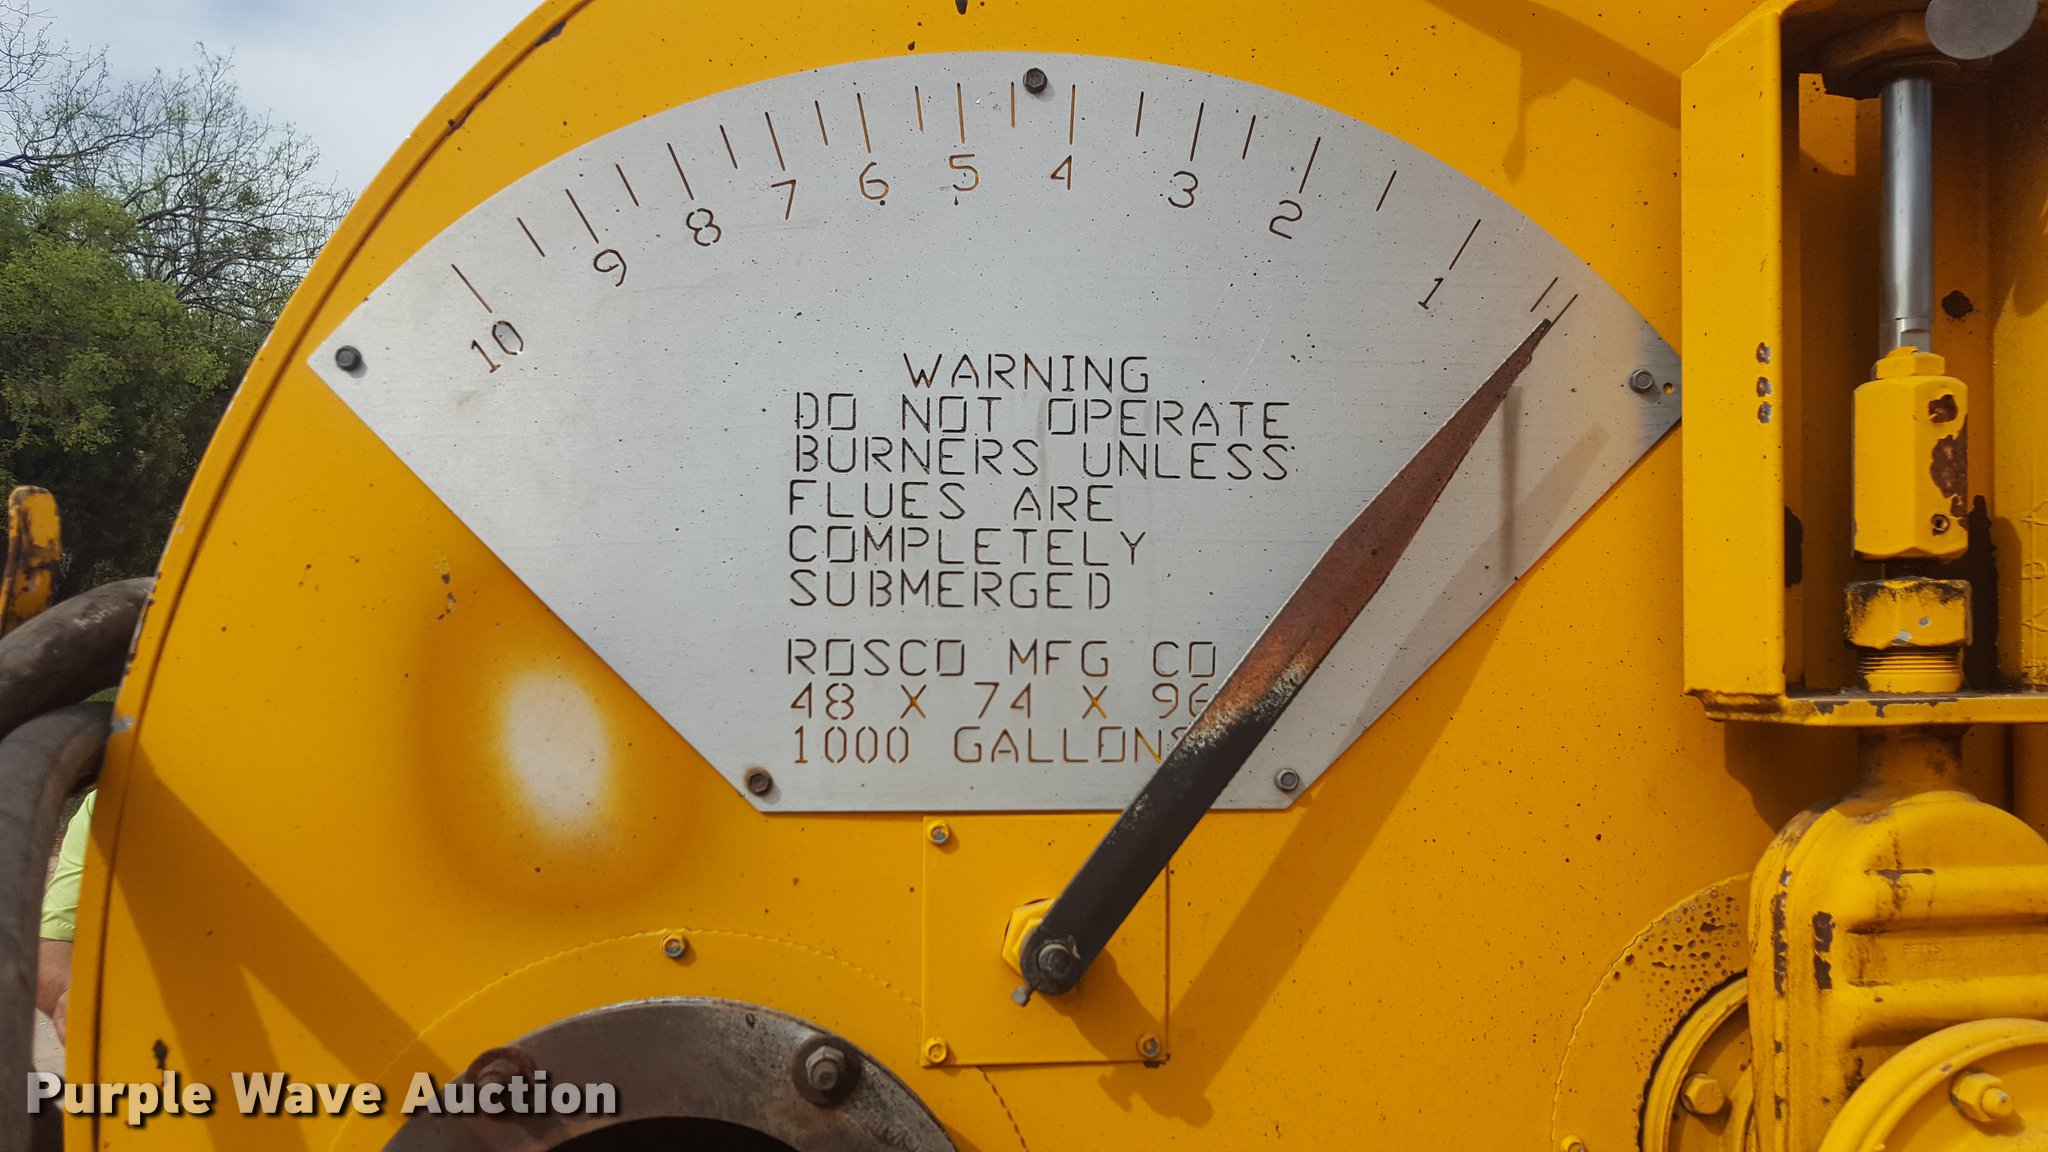 10 9 8 7 6 5 4 3 2 1
WARNING
DO NOT OPERATE
BURNERS UNLESS
FLUES ARE
COMPLETELY
SUBMERGED
ROSCO MFG CO
48 X 74 X 96
1000 GALLONS
Purple Wave Auction